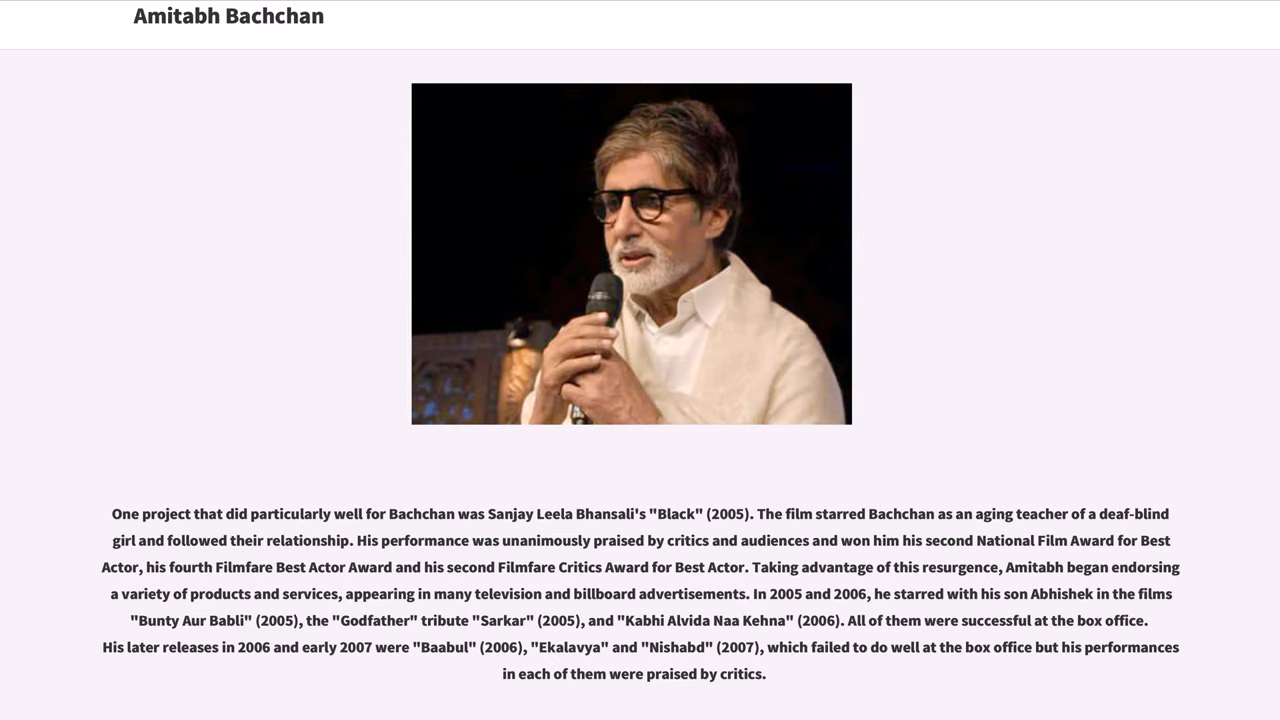 Amitabh Bachchan
One project that did particularly well for Bachchan was Sanjay Leela Bhansali's "Black" (2005). The film starred Bachchan as an aging teacher of a deaf-blind
girl and followed their relationship. His performance was unanimously praised by critics and audiences and won him his second National Film Award for Best
Actor, his fourth Filmfare Best Actor Award and his second Filmfare Critics Award for Best Actor. Taking advantage of this resurgence, Amitabh began endorsing
a variety of products and services, appearing in many television and billboard advertisements. In 2005 and 2006, he starred with his son Abhishek in the films
"Bunty Aur Babli" (2005), the "Godfather" tribute "Sarkar" (2005), and "Kabhi Alvida Naa Kehna" (2006). All of them were successful at the box office.
His later releases in 2006 and early 2007 were "Baabul" (2006), "Ekalavya" and "Nishabd" (2007), which failed to do well at the box office but his performances
in each of them were praised by critics.